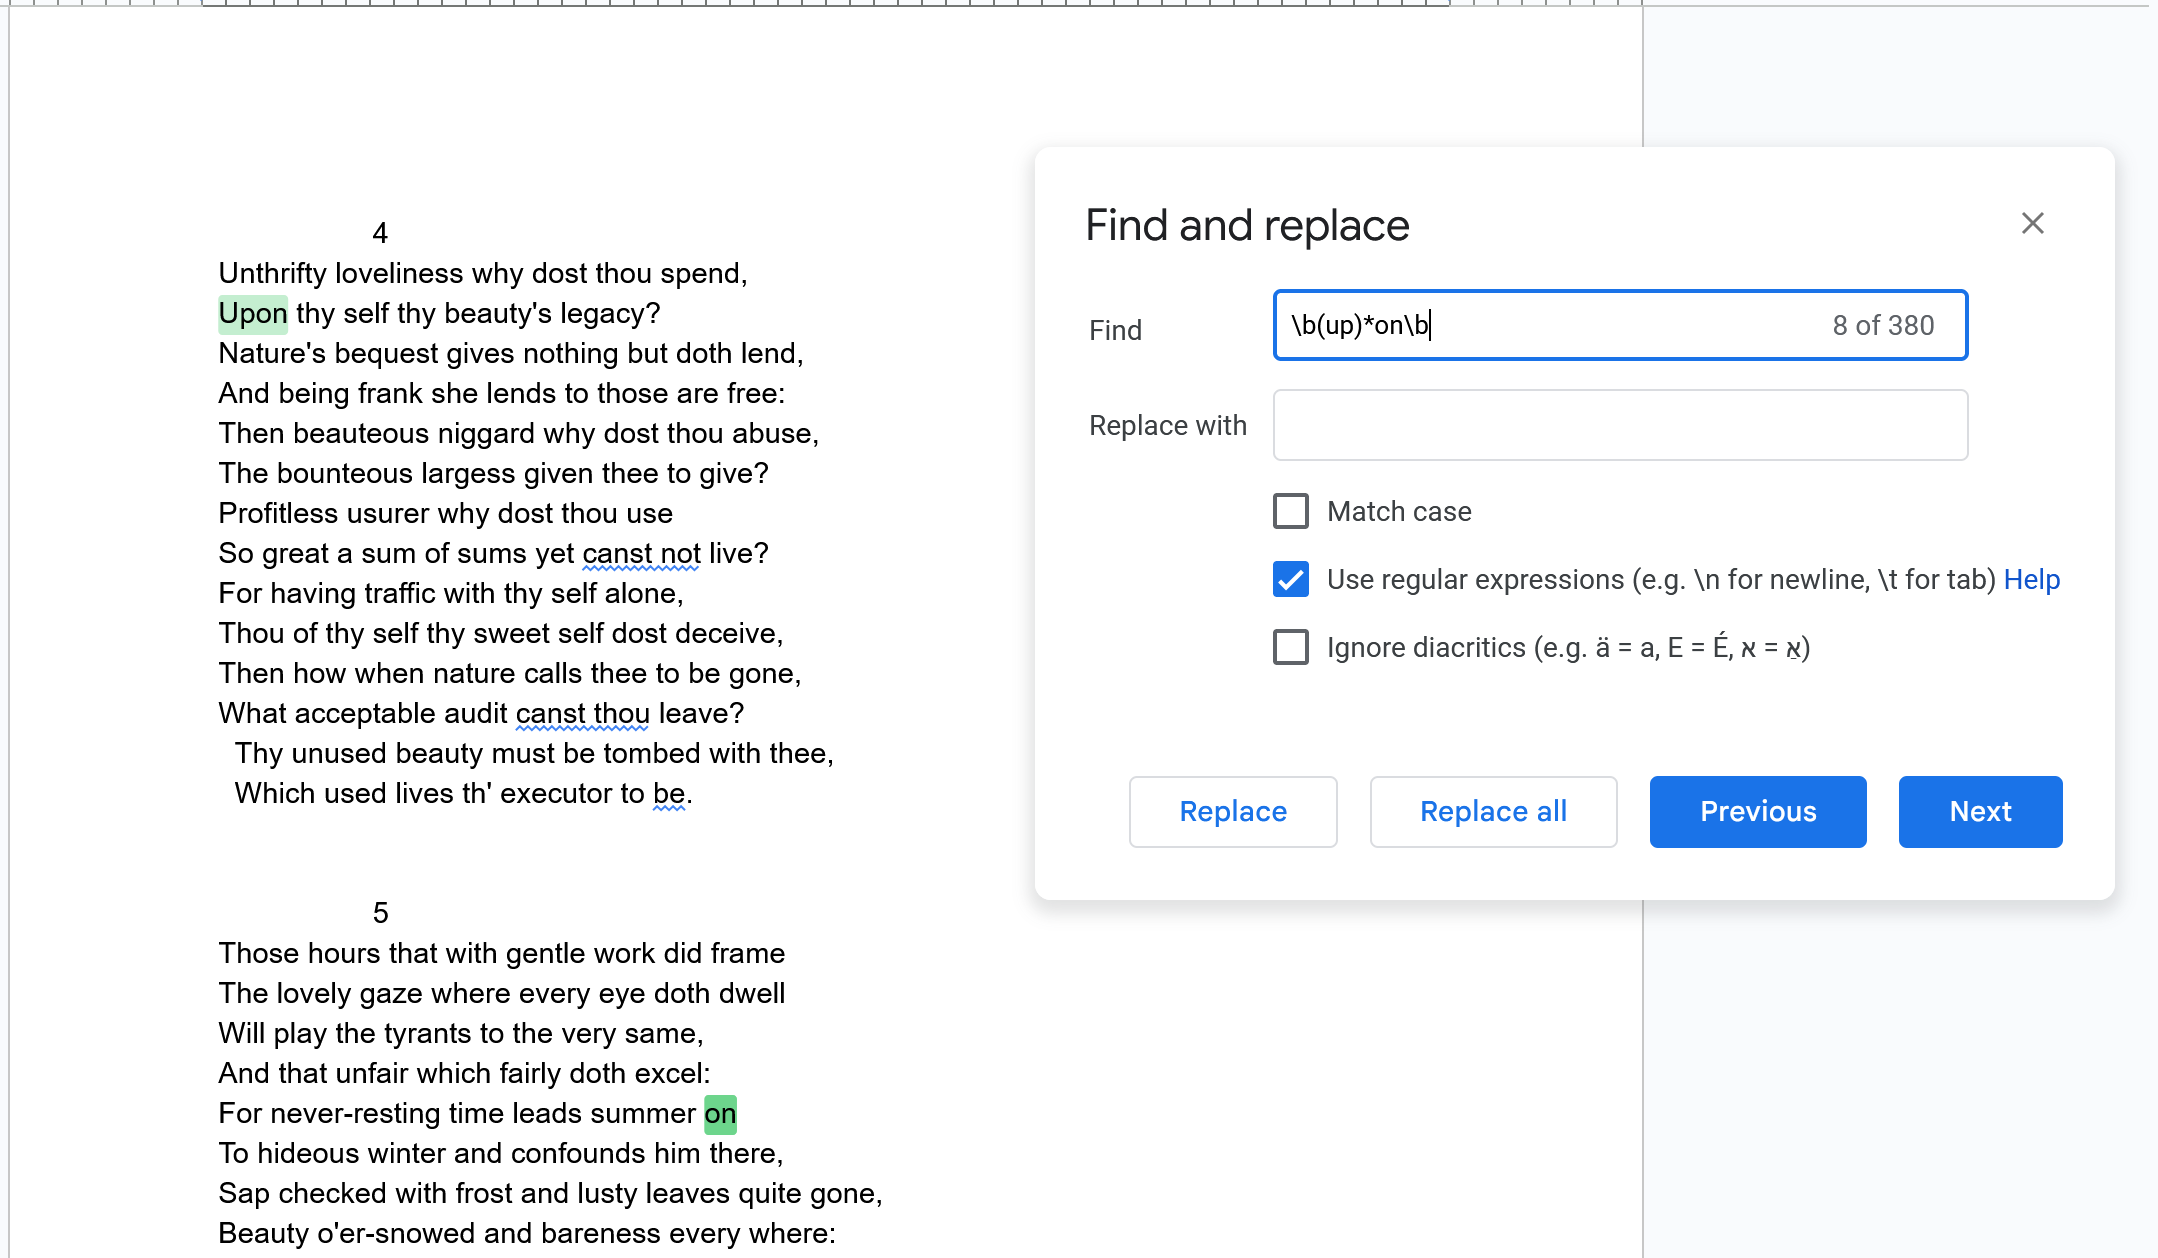 4
Unthrifty loveliness why dost thou spend,
Upon thy self thy beauty's legacy?
Nature's bequest gives nothing but doth lend,
And being frank she lends to those are free:
Then beauteous niggard why dost thou abuse,
The bounteous largess given thee to give?
Profitless usurer why dost thou use
So great a sum of sums yet canst not live?
For having traffic with thy self alone,
Thou of thy self thy sweet self dost deceive,
Then how when nature calls thee to be gone,
What acceptable audit canst thou leave?
Thy unused beauty must be tombed with thee,
Which used lives th' executor to be.
5
Those hours that with gentle work did frame
The lovely gaze where every eye doth dwell
Will play the tyrants to the very same,
And that unfair which fairly doth excel:
For never-resting time leads summer on
To hideous winter and confounds him there,
Sap checked with frost and lusty leaves quite gone,
Beauty o'er-snowed and bareness every where:
Find and replace
Find \b(up)*on\b 8 of 380
Replace with
Match case
Use regular expressions (e.g. \n for newline, \t for tab) Help
Ignore diacritics (e.g. ä = a, E = É, א = אַ)
Replace Replace all Previous Next